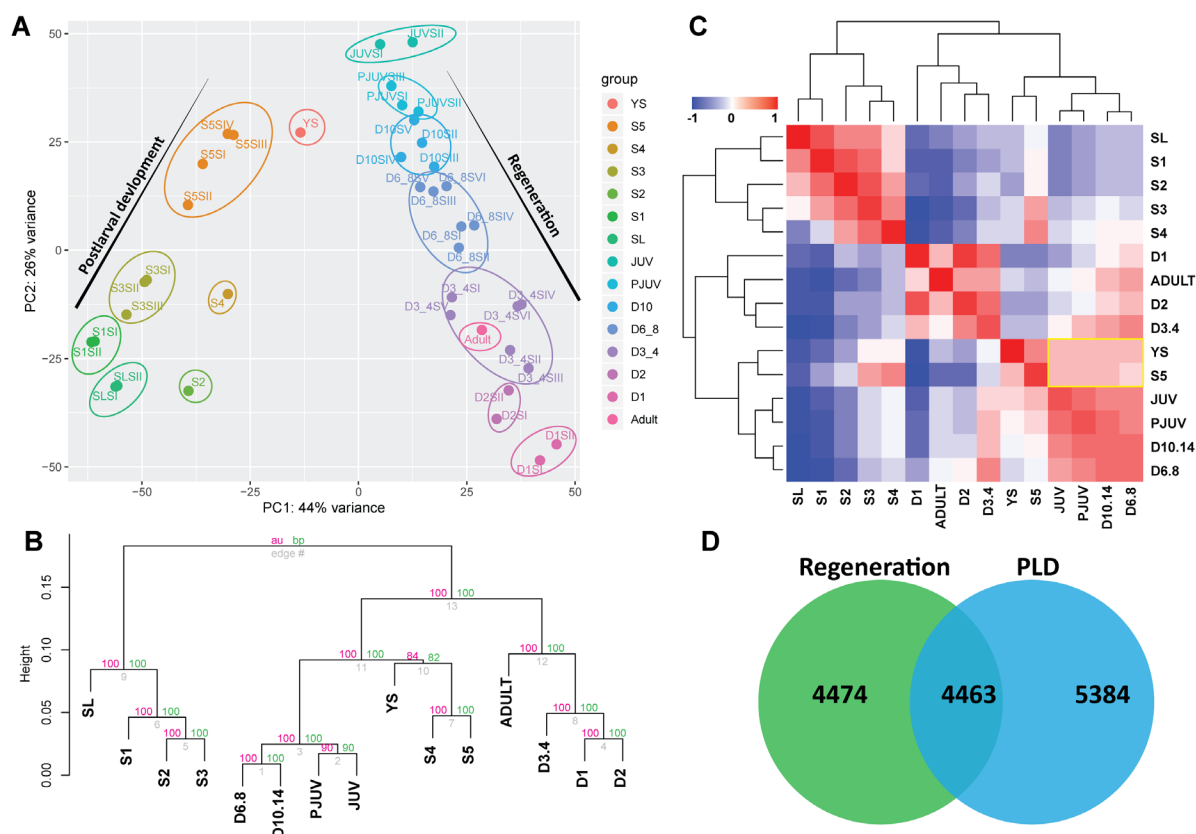 A
50
25
0
−25
−50
PC2: 26% variance
−50
−25
0
25
50
PC1: 44% variance
Postlarval devlopment
Regeneration
JUVSI
JUVSII
PJUVSIII
PJUVSI
PJUVSII
D10SV
D10SII
D10SIV
D10SIII
D6_8SV
D6_8SVI
D6_8SIII
D6_8SIV
D6_8SI
D6_8SII
D3_4SI
D3_4SIV
D3_4SV
D3_4SVI
Adult
D3_4SII
D3_4SIII
D2SII
D2SI
D1SII
D1SI
YS
S5SIV
S5SIII
S5SI
S5SII
S3SI
S3SII
S3SIII
S4
S1SI
S1SII
SLSII
SLSI
S2
group
YS
S5
S4
S3
S2
S1
SL
JUV
PJUV
D10
D6_8
D3_4
D2
D1
Adult
B
Height
0.15
0.10
0.05
0.00
au bp
edge #
100 100
13
100 100
9
100 100
11
84 82
10
100 100
12
100 100
6
100 100
5
100 100
3
100 100
1
90 90
2
100 100
7
100 100
8
100 100
4
SL
S1
S2
S3
D6.8
D10.14
PJUV
JUV
YS
S4
S5
ADULT
D3.4
D1
D2
C
-1 0 1
SL
S1
S2
S3
S4
D1
ADULT
D2
D3.4
YS
S5
JUV
PJUV
D10.14
D6.8
SL S1 S2 S3 S4 D1 ADULT D2 D3.4 YS S5 JUV PJUV D10.14 D6.8
D
Regeneration PLD
4474 4463 5384